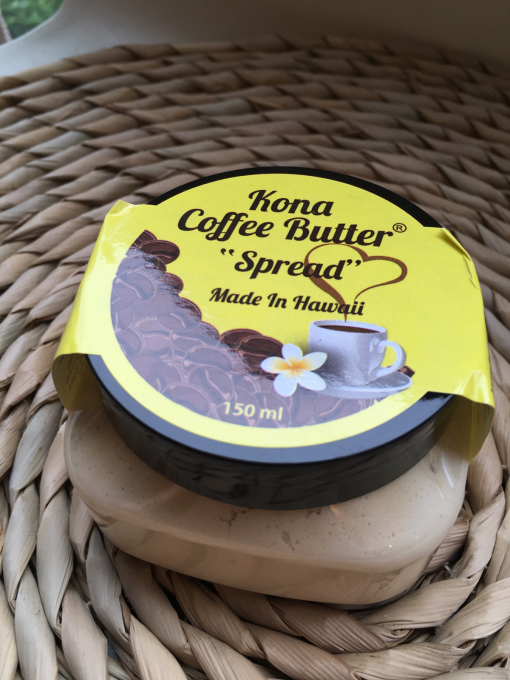 Kona
Coffee Butter®
“Spread”
Made In Hawaii
150 ml